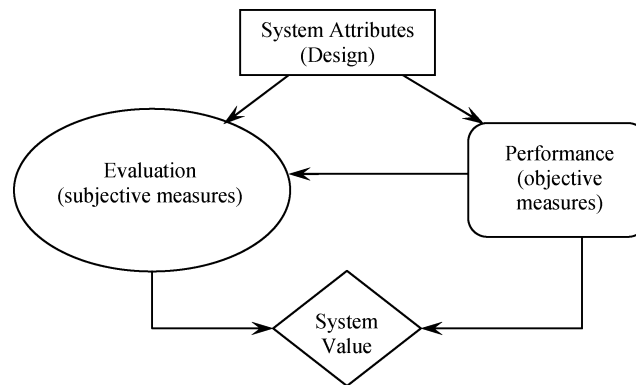 System Attributes
(Design)
Evaluation
(subjective measures)
Performance
(objective
measures)
System
Value